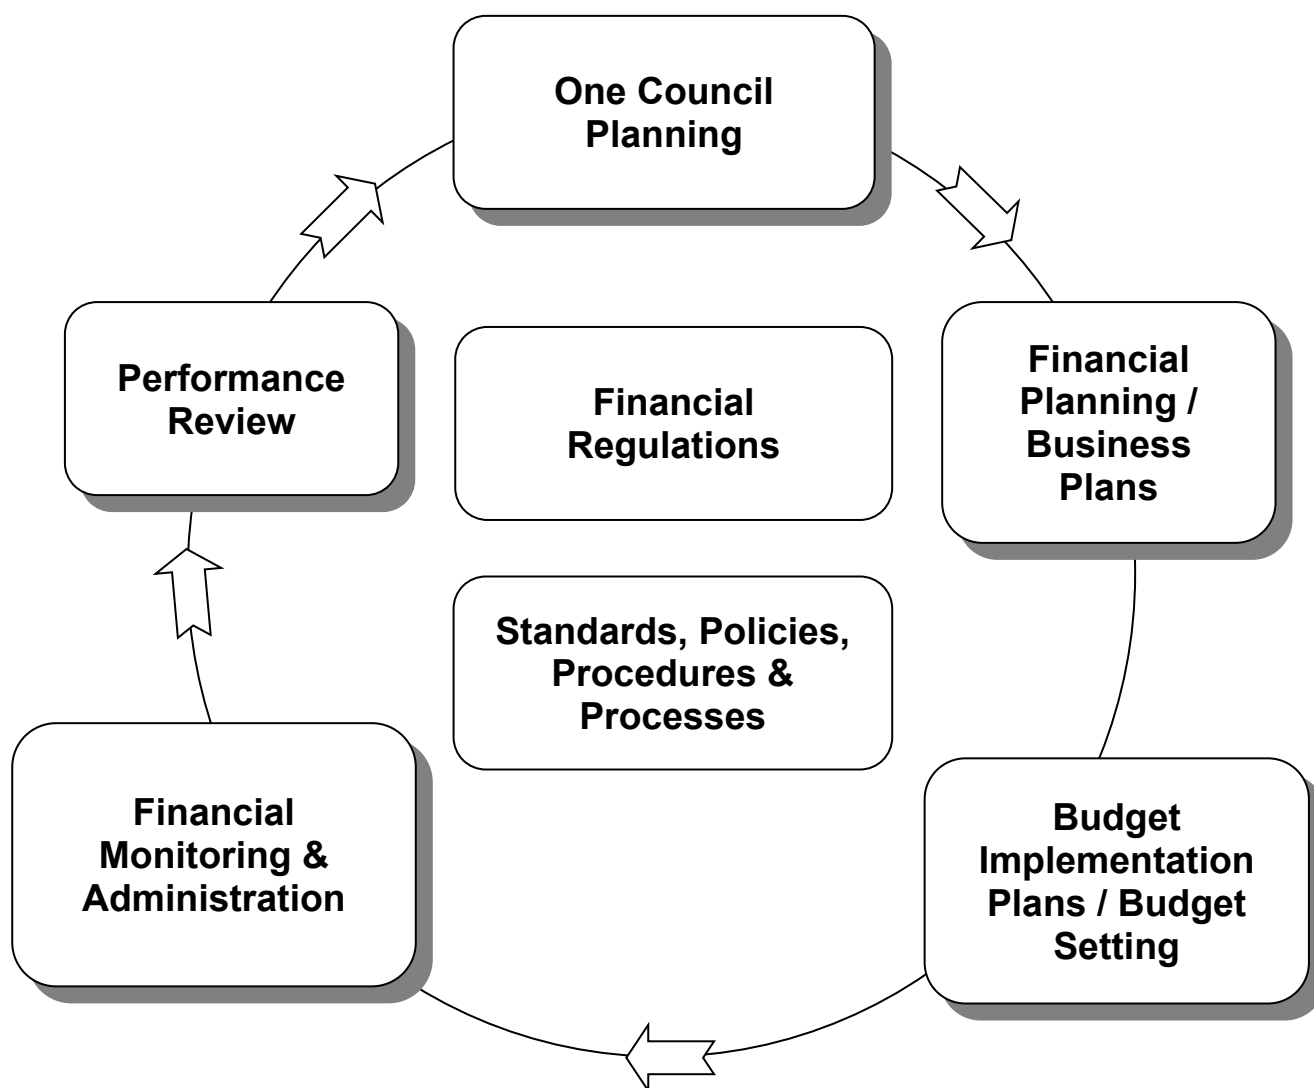 One Council
Planning
Performance
Review
Financial
Regulations
Financial
Planning /
Business
Plans
Standards, Policies,
Procedures &
Processes
Financial
Monitoring &
Administration
Budget
Implementation
Plans / Budget
Setting